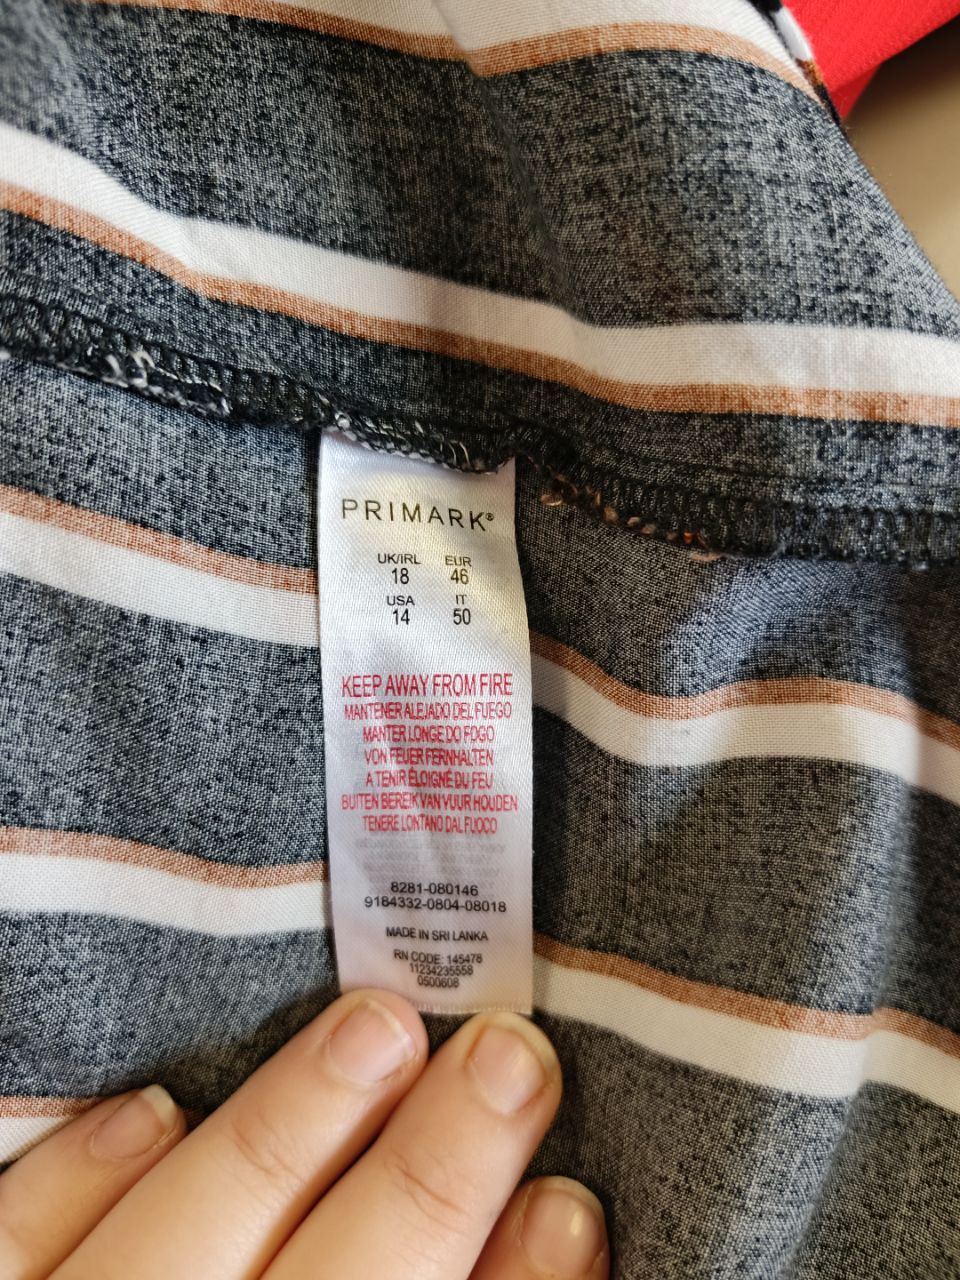 PRIMARK®
UK/IRL EUR
18 46
USA IT
14 50
KEEP AWAY FROM FIRE
MANTENER ALEJADO DEL FUEGO
MANTER LONGE DO FOGO
VON FEUER FERNHALTEN
A TENIR ÉLOIGNÉ DU FEU
BUITEN BEREIK VAN VUUR HOUDEN
TENERE LONTANO DAL FUOCO
8281-080146
9184332-0804-08018
MADE IN SRI LANKA
RN CODE: 145478
11234235558
0500608